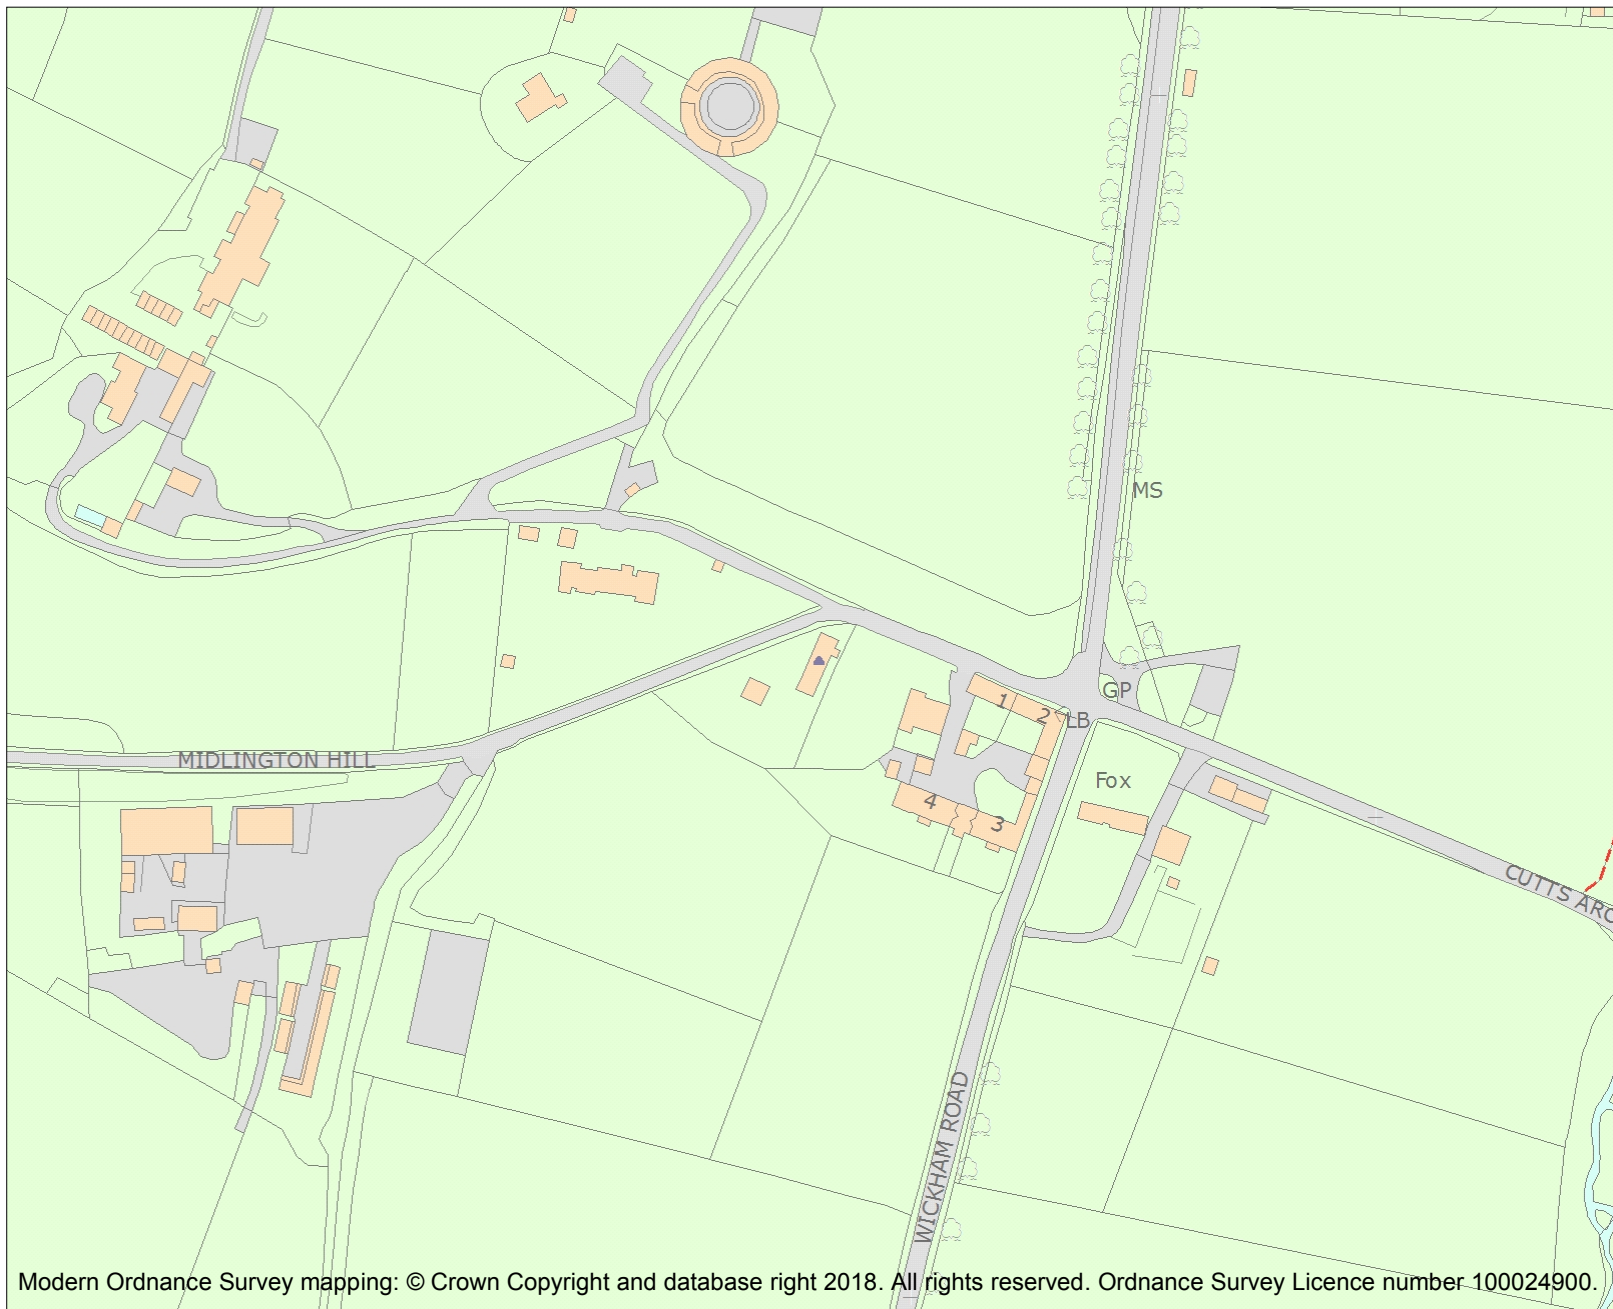 MS
GP
1
2
LB
MIDLINGTON HILL
Fox
4
3
CUTTS ARC
WICKHAM ROAD
Modern Ordnance Survey mapping: © Crown Copyright and database right 2018. All rights reserved. Ordnance Survey Licence number 100024900.